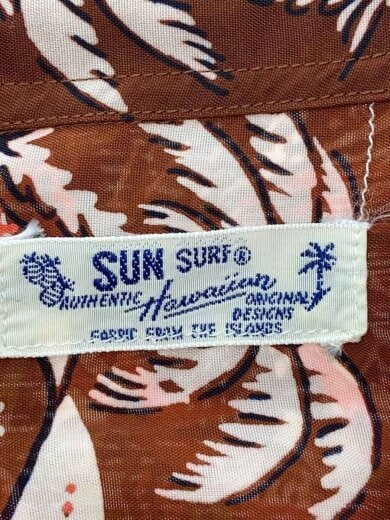 SUN SURF®
AUTHENTIC Hawaiian ORIGINAL
DESIGNS
FABRIC FROM THE ISLANDS